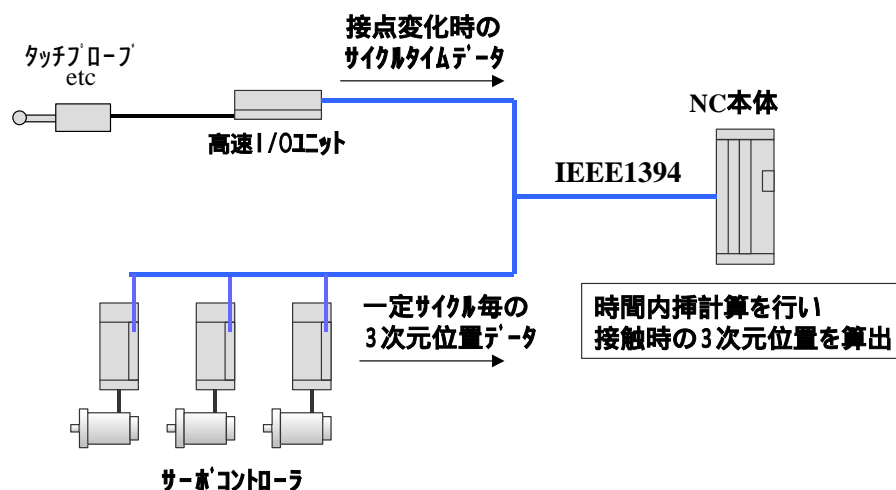 接点変化時の
サイクルタイムデータ
タッチプローブ
etc
高速I/Oユニット
NC本体
IEEE1394
一定サイクル毎の
3次元位置データ
時間内挿計算を行い
接触時の3次元位置を算出
サーボコントローラ